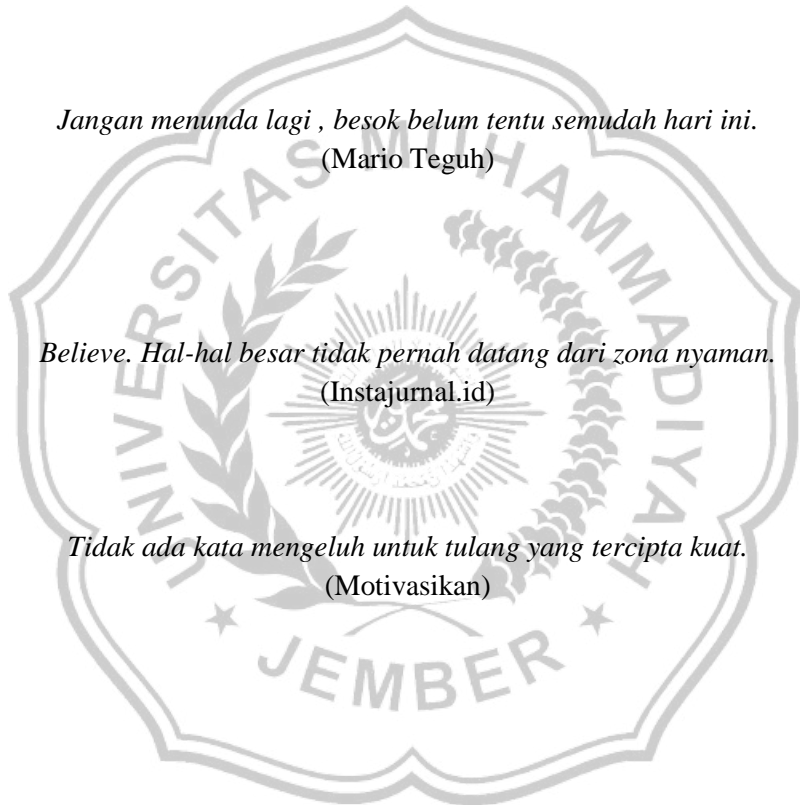 Jangan menunda lagi , besok belum tentu semudah hari ini.
(Mario Teguh)
Believe. Hal-hal besar tidak pernah datang dari zona nyaman.
(Instajurnal.id)
Tidak ada kata mengeluh untuk tulang yang tercipta kuat.
(Motivasikan)
UNIVERSITAS MUHAMMADIYAH
JEMBER